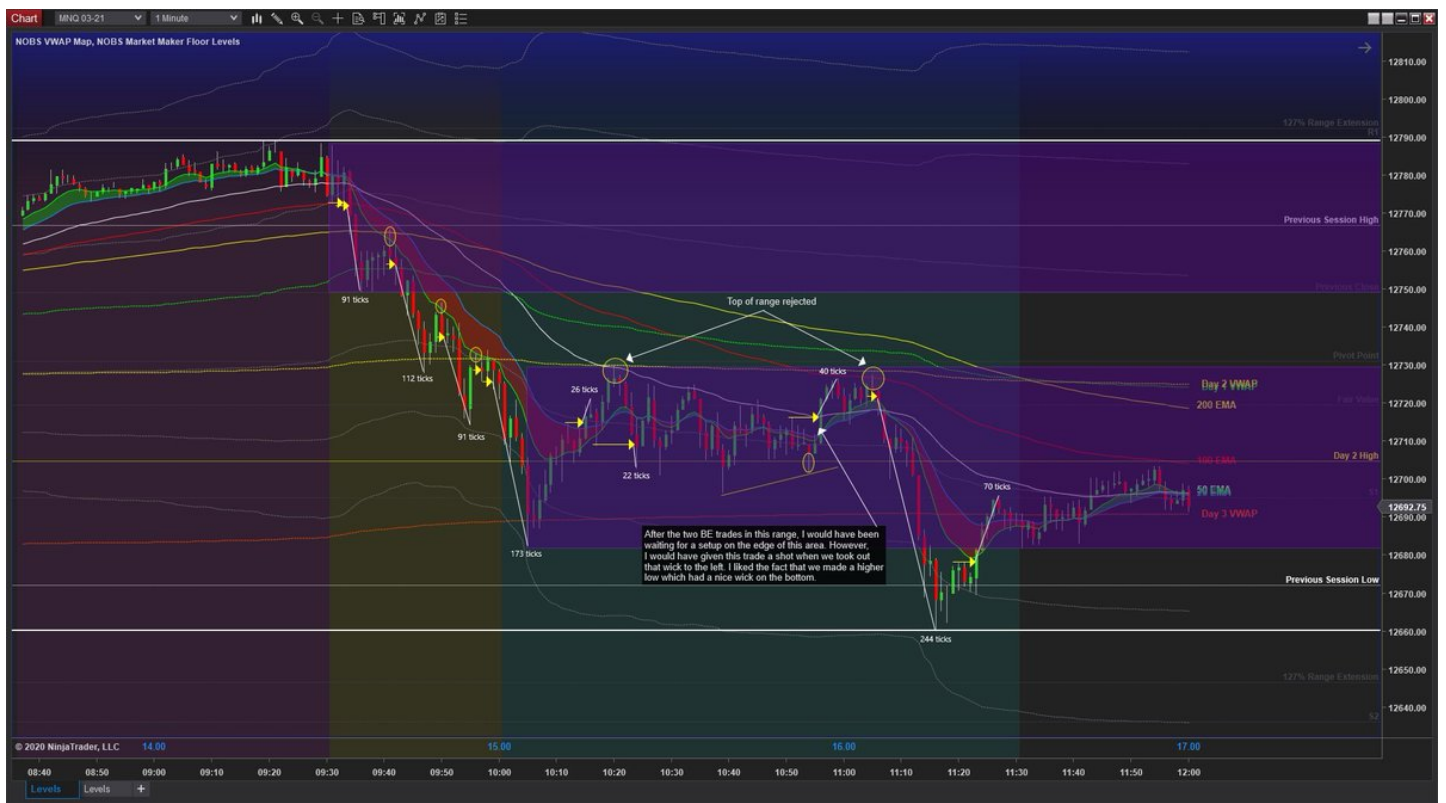 Chart MNQ 03-21 1 Minute
NOBS VWAP Map, NOBS Market Maker Floor Levels
12810.00
12800.00
127% Range Extension
R1
12790.00
12780.00
12770.00
Previous Session High
12760.00
91 ticks
Previous Close
12750.00
Top of range rejected
12740.00
Pivot Point
12730.00
112 ticks
26 ticks
40 ticks
Day 2 VWAP
Fair Value
200 EMA
12720.00
91 ticks
12710.00
22 ticks
100 EMA
Day 2 High
12700.00
70 ticks
50 EMA
S1
12692.75
12690.00
Day 3 VWAP
173 ticks
After the two BE trades in this range, I would have been
waiting for a setup on the edge of this area. However,
I would have given this trade a shot when we took out
that wick to the left. I liked the fact that we made a higher
low which had a nice wick on the bottom.
12680.00
Previous Session Low
12670.00
12660.00
244 ticks
12650.00
127% Range Extension
12640.00
S2
© 2020 NinjaTrader, LLC 14.00 15.00 16.00 17.00
08:40 08:50 09:00 09:10 09:20 09:30 09:40 09:50 10:00 10:10 10:20 10:30 10:40 10:50 11:00 11:10 11:20 11:30 11:40 11:50 12:00
Levels Levels +